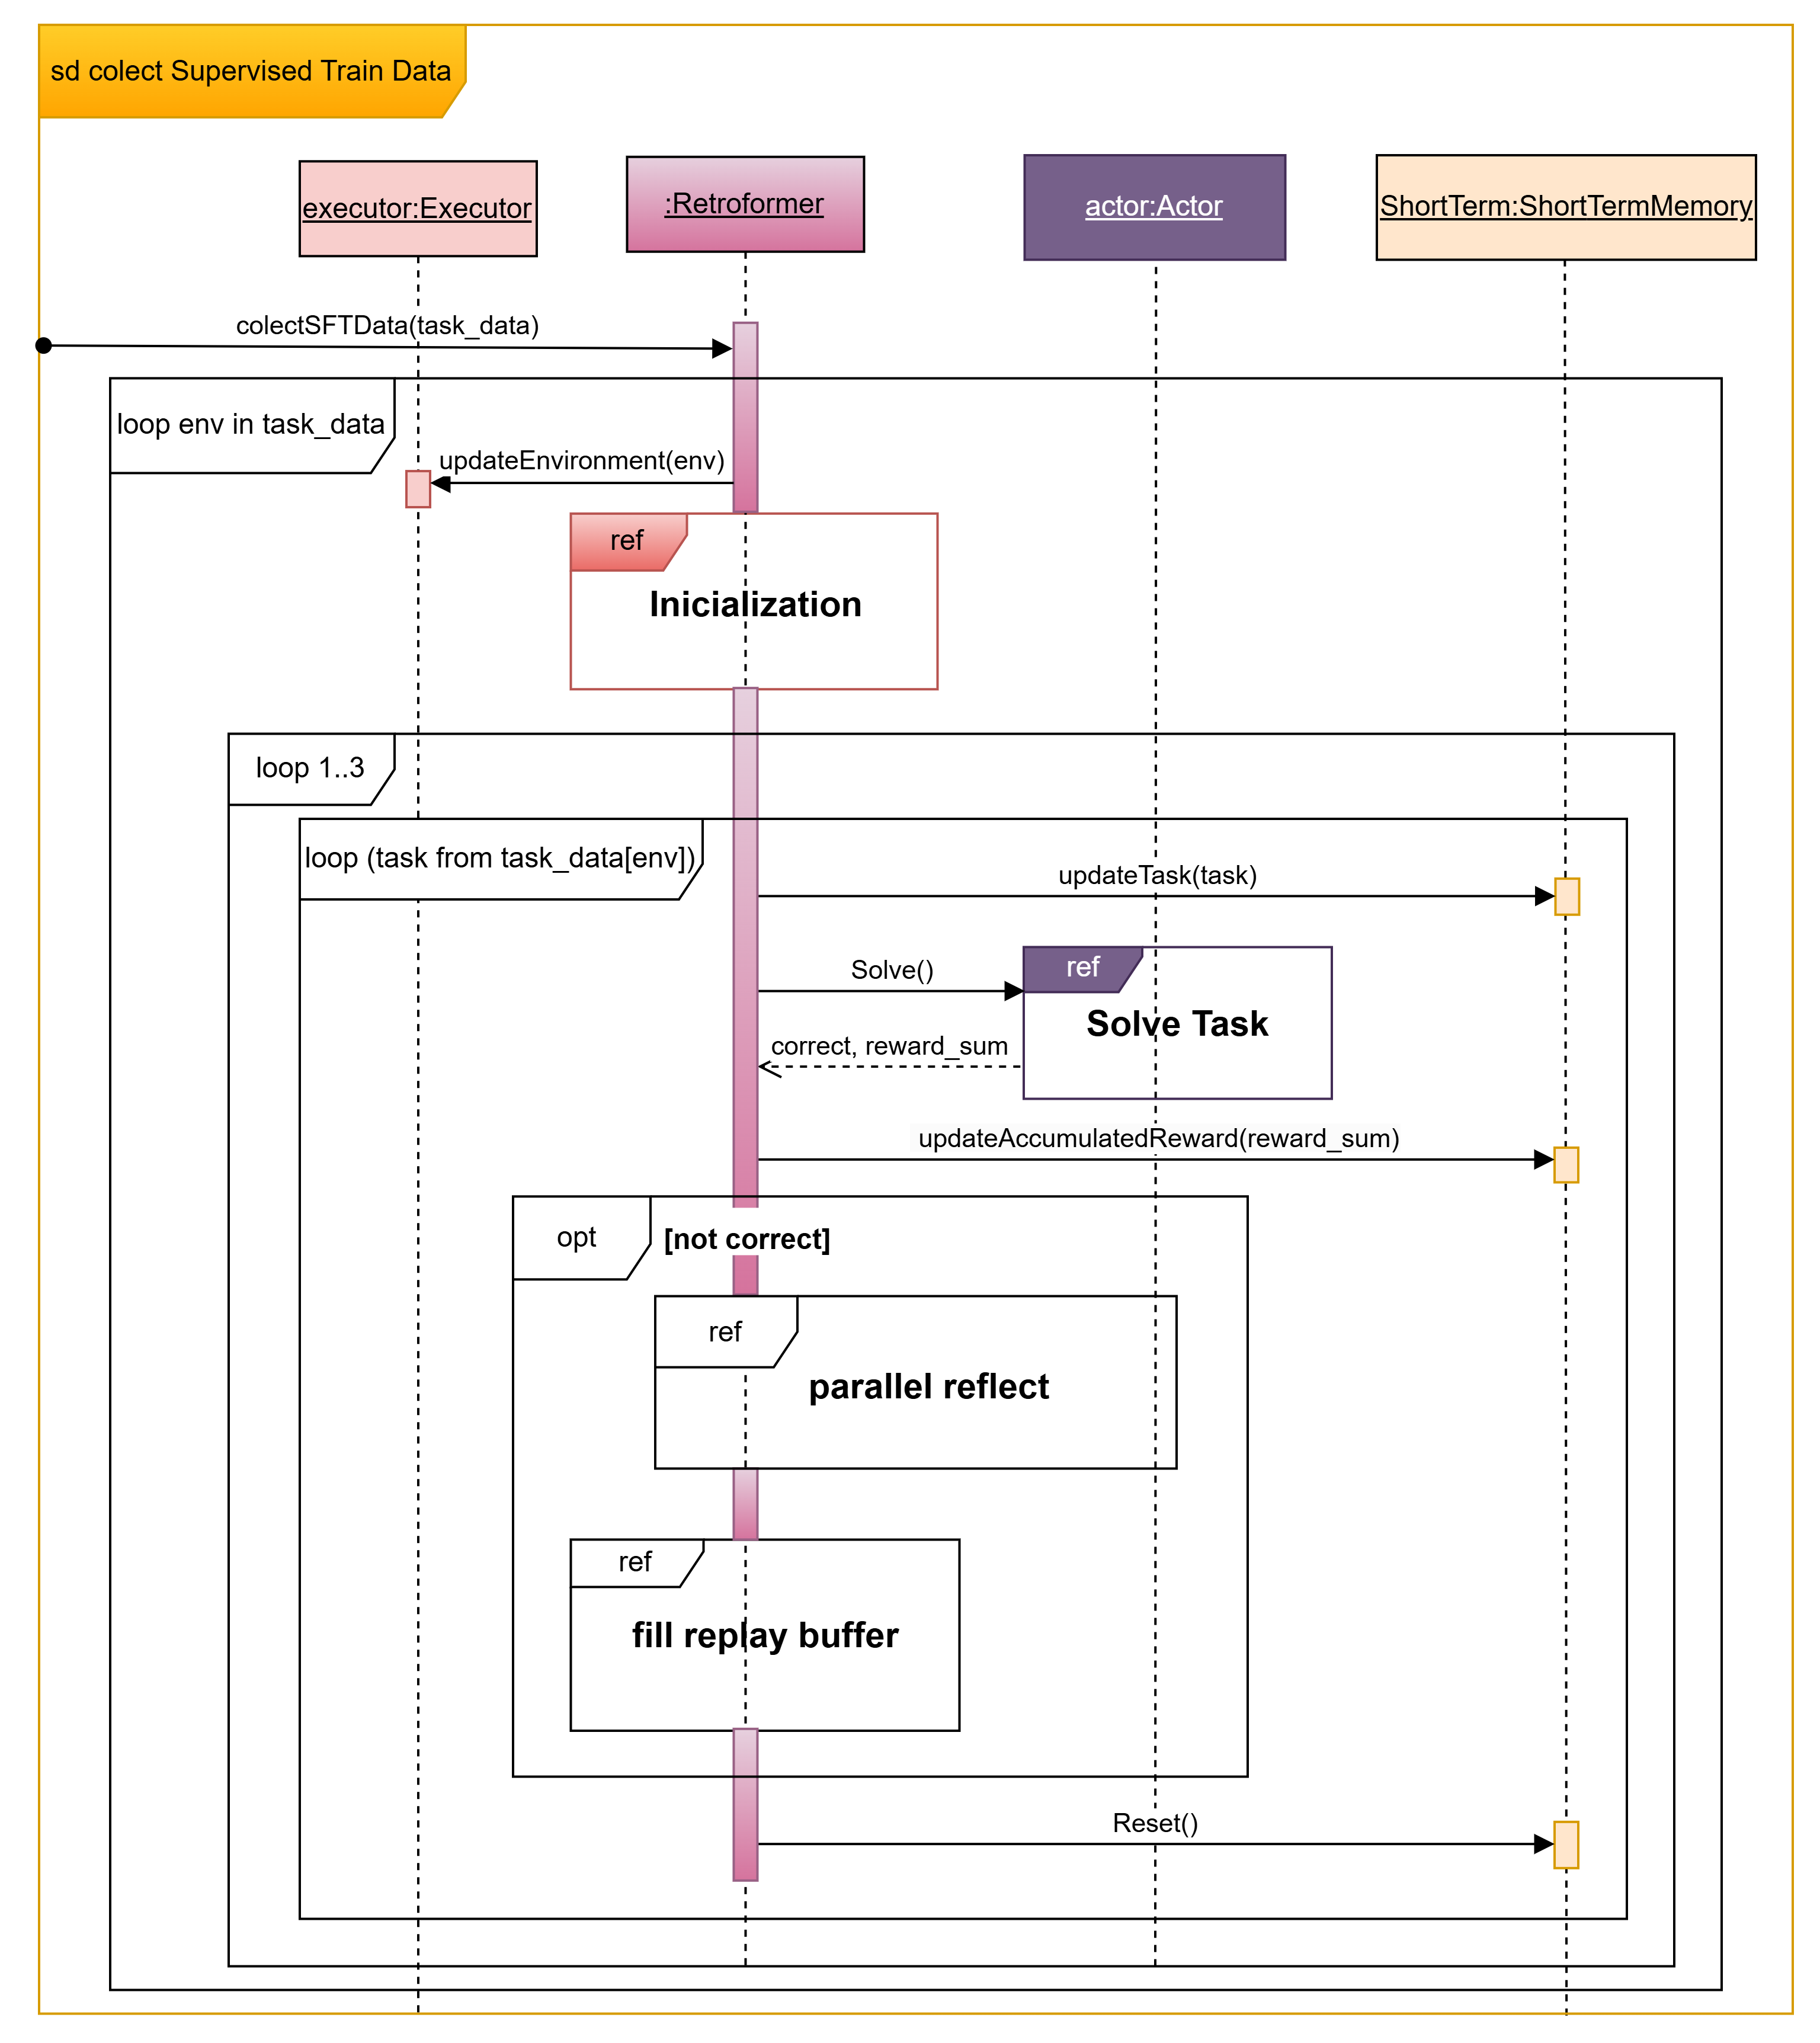 sd colect Supervised Train Data
executor:Executor
:Retroformer
actor:Actor
ShortTerm:ShortTermMemory
colectSFTData(task_data)
loop env in task_data
updateEnvironment(env)
ref
Inicialization
loop 1..3
loop (task from task_data[env])
updateTask(task)
Solve()
ref
Solve Task
correct, reward_sum
updateAccumulatedReward(reward_sum)
opt
[not correct]
ref
parallel reflect
ref
fill replay buffer
Reset()